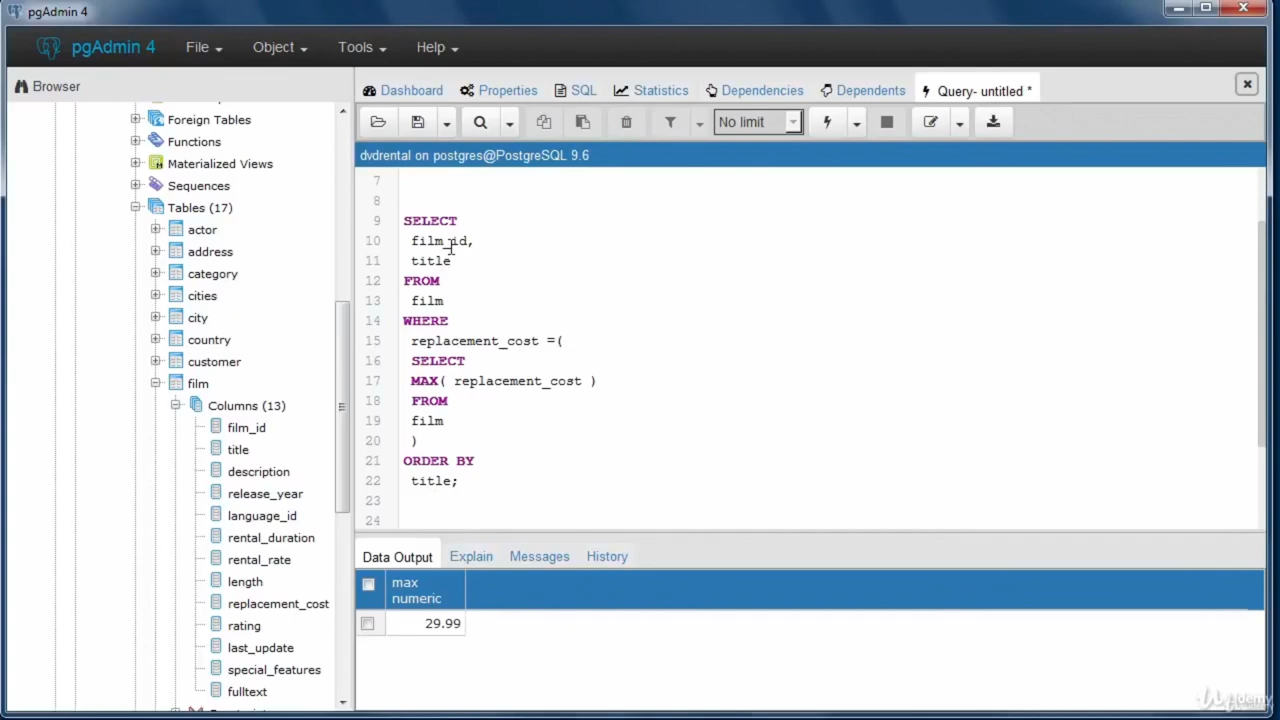 pgAdmin 4
pgAdmin 4 File Object Tools Help
Browser
Foreign Tables
Functions
Materialized Views
Sequences
Tables (17)
actor
address
category
cities
city
country
customer
film
Columns (13)
film_id
title
description
release_year
language_id
rental_duration
rental_rate
length
replacement_cost
rating
last_update
special_features
fulltext
Dashboard Properties SQL Statistics Dependencies Dependents Query- untitled *
No limit
dvdrental on postgres@PostgreSQL 9.6
7
8
9 SELECT
10 film_id,
11 title
12 FROM
13 film
14 WHERE
15 replacement_cost =(
16 SELECT
17 MAX( replacement_cost )
18 FROM
19 film
20 )
21 ORDER BY
22 title;
23
24
Data Output Explain Messages History
max
numeric
29.99
Udemy